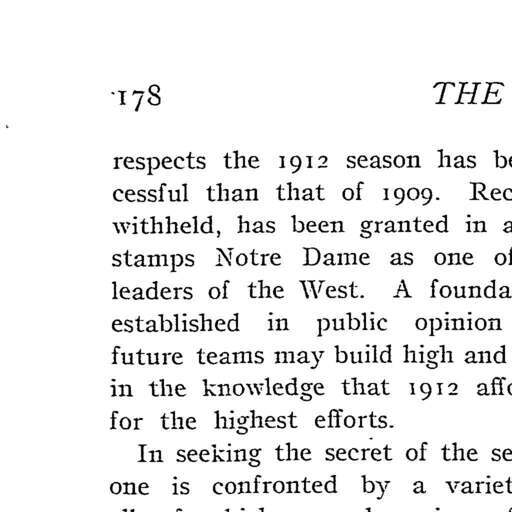 178 THE
respects the 1912 season has be
cessful than that of 1909. Rec
withheld, has been granted in a
stamps Notre Dame as one of
leaders of the West. A founda
established in public opinion
future teams may build high and
in the knowledge that 1912 affo
for the highest efforts.
In seeking the secret of the se
one is confronted by a variet